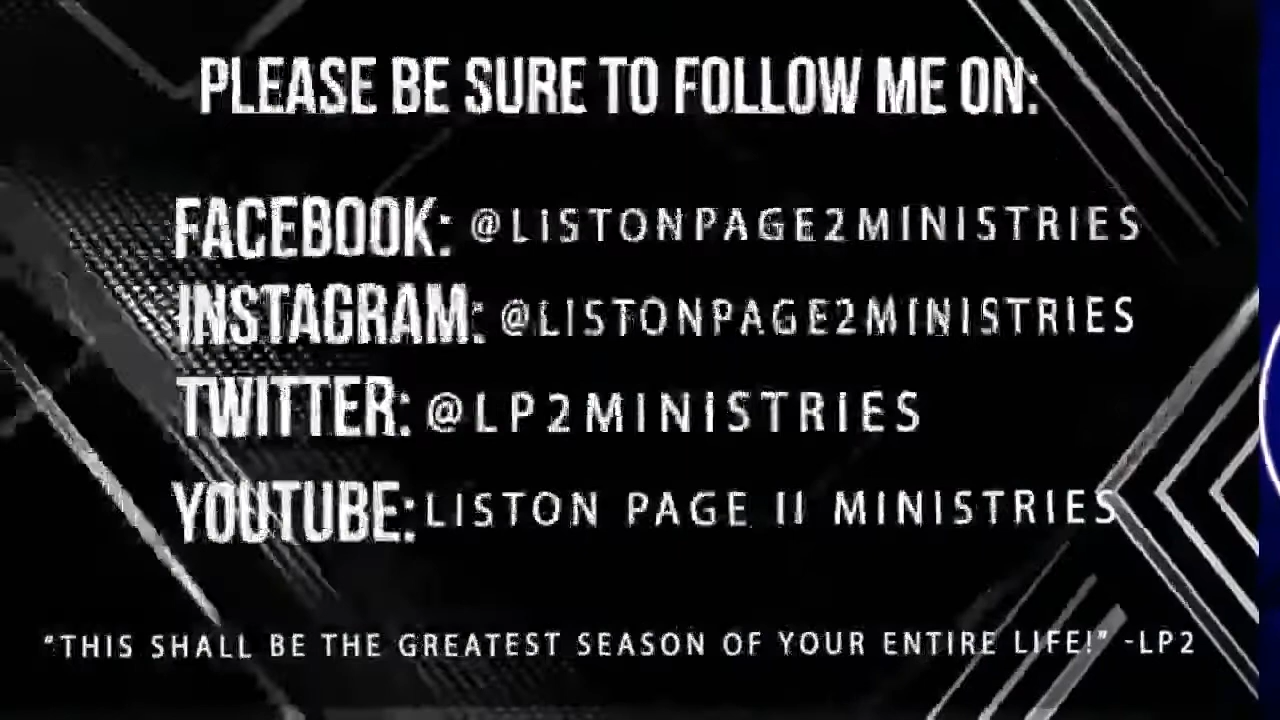 PLEASE BE SURE TO FOLLOW ME ON:
FACEBOOK: @LISTONPAGE2MINISTRIES
INSTAGRAM: @LISTONPAGE2MINISTRIES
TWITTER: @LP2MINISTRIES
YOUTUBE: LISTON PAGE II MINISTRIES
"THIS SHALL BE THE GREATEST SEASON OF YOUR ENTIRE LIFE!" -LP2